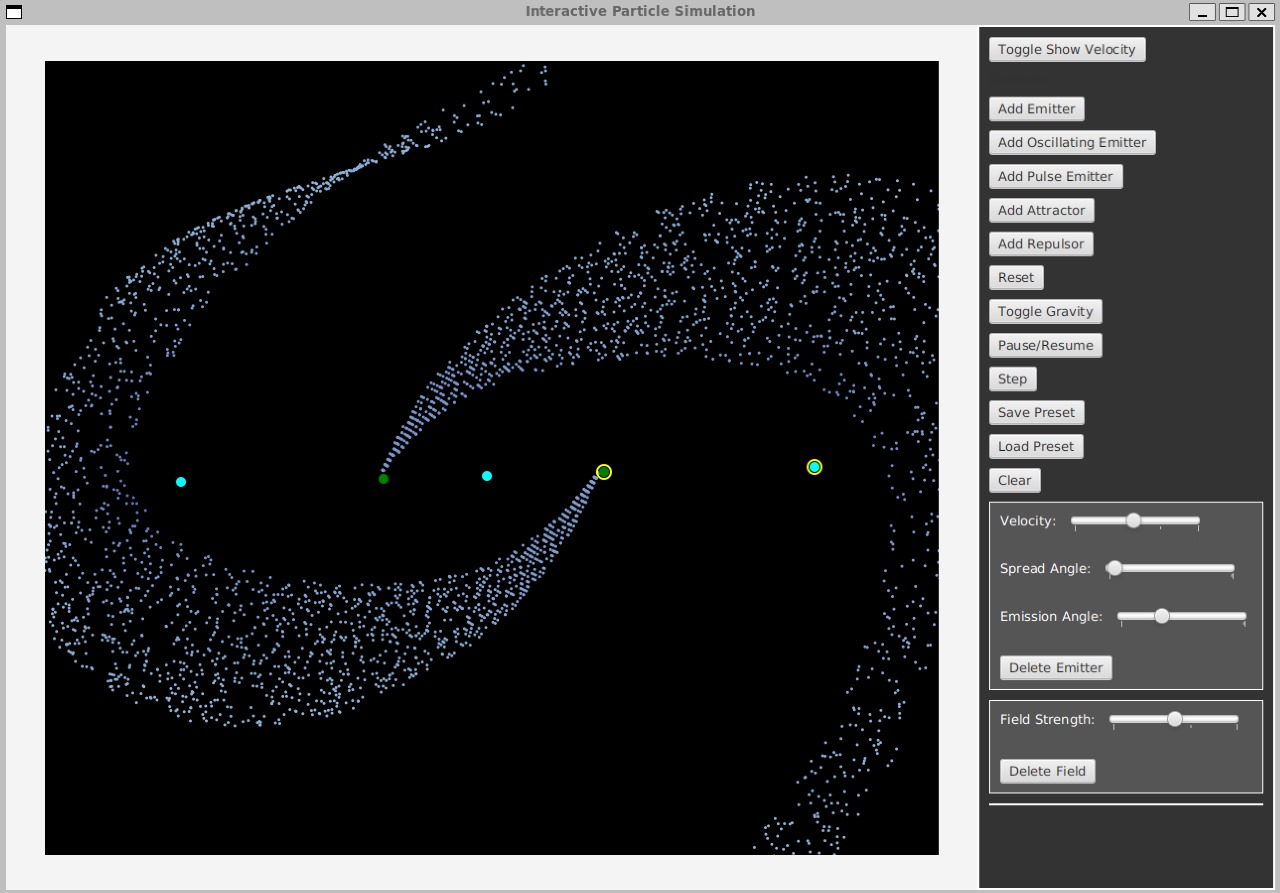 Interactive Particle Simulation
Toggle Show Velocity
Add Emitter
Add Oscillating Emitter
Add Pulse Emitter
Add Attractor
Add Repulsor
Reset
Toggle Gravity
Pause/Resume
Step
Save Preset
Load Preset
Clear
Velocity:
Spread Angle:
Emission Angle:
Delete Emitter
Field Strength:
Delete Field